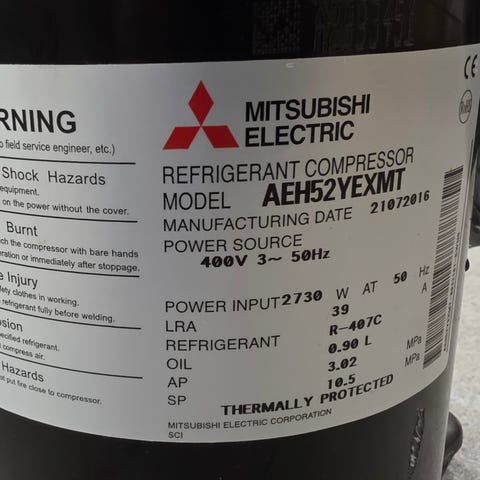 RNING
o field service engineer, etc.)
Shock Hazards
equipment.
on the power without the cover.
Burnt
ch the compressor with bare hands
eration or immediately after stoppage.
e Injury
fety clothes in working.
refrigerant fully before welding.
osion
ecified refrigerant.
d compress air.
Hazards
ot put fire close to compressor.
MITSUBISHI
ELECTRIC
CE
RoHS
REFRIGERANT COMPRESSOR
MODEL AEH52YEXMT
MANUFACTURING DATE 21072016
POWER SOURCE
400V 3~ 50Hz
POWER INPUT 2730 W AT 50 Hz
LRA 39 A
REFRIGERANT R-407C
OIL 0.90 L
AP 3.02 MPa
SP 10.5 MPa
THERMALLY PROTECTED
MITSUBISHI ELECTRIC CORPORATION
SCI